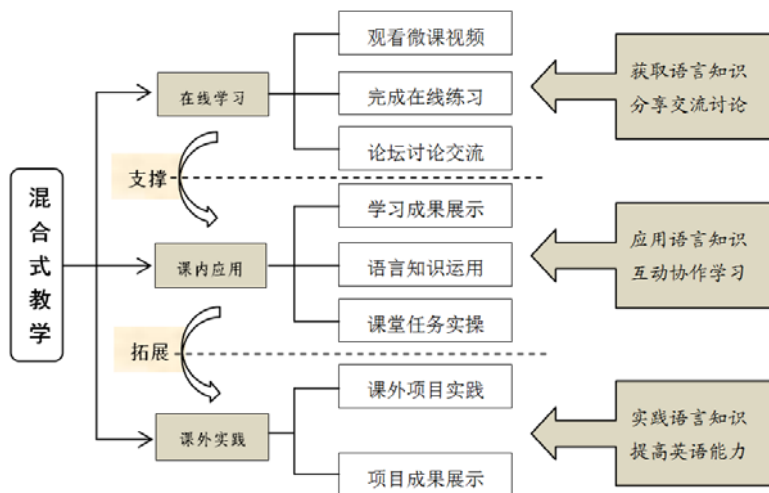 混合式教学
在线学习
观看微课视频
完成在线练习
论坛讨论交流
获取语言知识
分享交流讨论
支撑
课内应用
学习成果展示
语言知识运用
课堂任务实操
应用语言知识
互动协作学习
拓展
课外实践
课外项目实践
项目成果展示
实践语言知识
提高英语能力